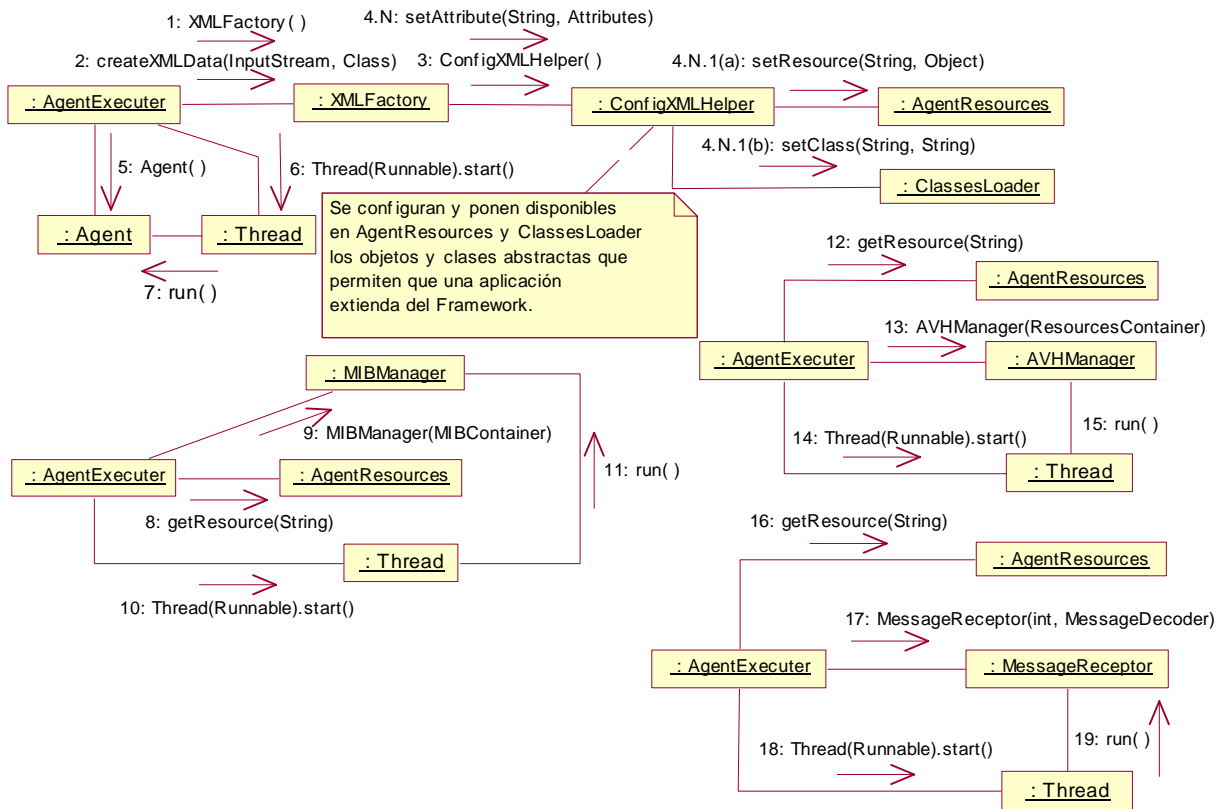 1: XMLFactory( )
4.N: setAttribute(String, Attributes)
2: createXMLData(InputStream, Class)
3: ConfigXMLHelper( )
4.N.1(a): setResource(String, Object)
: AgentExecuter
: XMLFactory
: ConfigXMLHelper
: AgentResources
4.N.1(b): setClass(String, String)
5: Agent( )
6: Thread(Runnable).start()
: ClassesLoader
: Agent
: Thread
7: run( )
Se configuran y ponen disponibles
en AgentResources y ClassesLoader
los objetos y clases abstractas que
permiten que una aplicación
extienda del Framework.
12: getResource(String)
: AgentResources
13: AVHManager(ResourcesContainer)
: AgentExecuter
: AVHManager
15: run( )
14: Thread(Runnable).start()
: Thread
: MIBManager
9: MIBManager(MIBContainer)
11: run( )
: AgentExecuter
: AgentResources
8: getResource(String)
: Thread
10: Thread(Runnable).start()
16: getResource(String)
: AgentResources
17: MessageReceptor(int, MessageDecoder)
: AgentExecuter
: MessageReceptor
18: Thread(Runnable).start()
19: run( )
: Thread